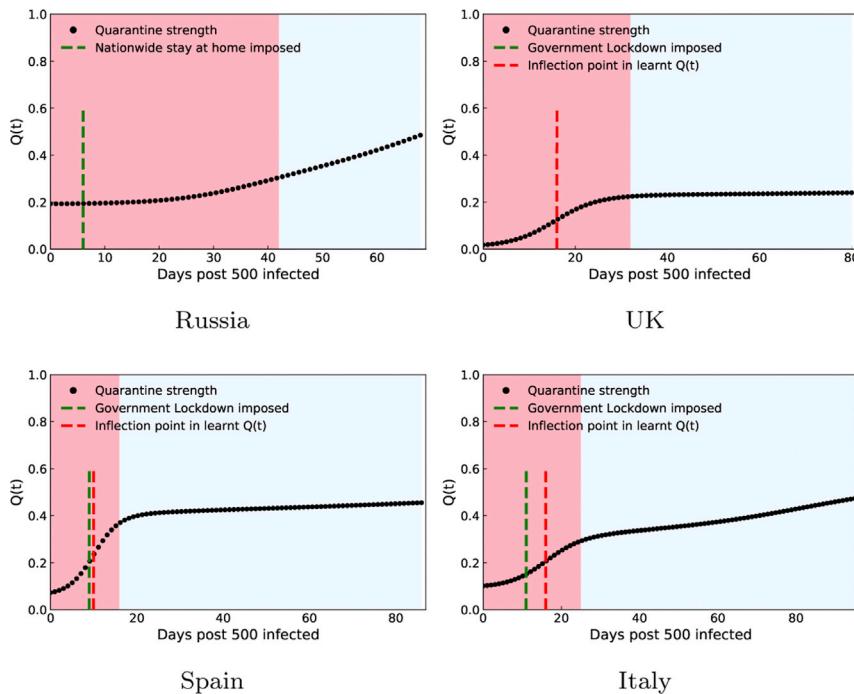 1.0
0.8
0.6
0.4
0.2
0.0
Q(t)
Quarantine strength
Nationwide stay at home imposed
0 10 20 30 40 50 60
Days post 500 infected
Russia
1.0
0.8
0.6
0.4
0.2
0.0
Q(t)
Quarantine strength
Government Lockdown imposed
Inflection point in learnt Q(t)
0 20 40 60 80
Days post 500 infected
UK
1.0
0.8
0.6
0.4
0.2
0.0
Q(t)
Quarantine strength
Government Lockdown imposed
Inflection point in learnt Q(t)
0 20 40 60 80
Days post 500 infected
Spain
1.0
0.8
0.6
0.4
0.2
0.0
Q(t)
Quarantine strength
Government Lockdown imposed
Inflection point in learnt Q(t)
0 20 40 60 80
Days post 500 infected
Italy